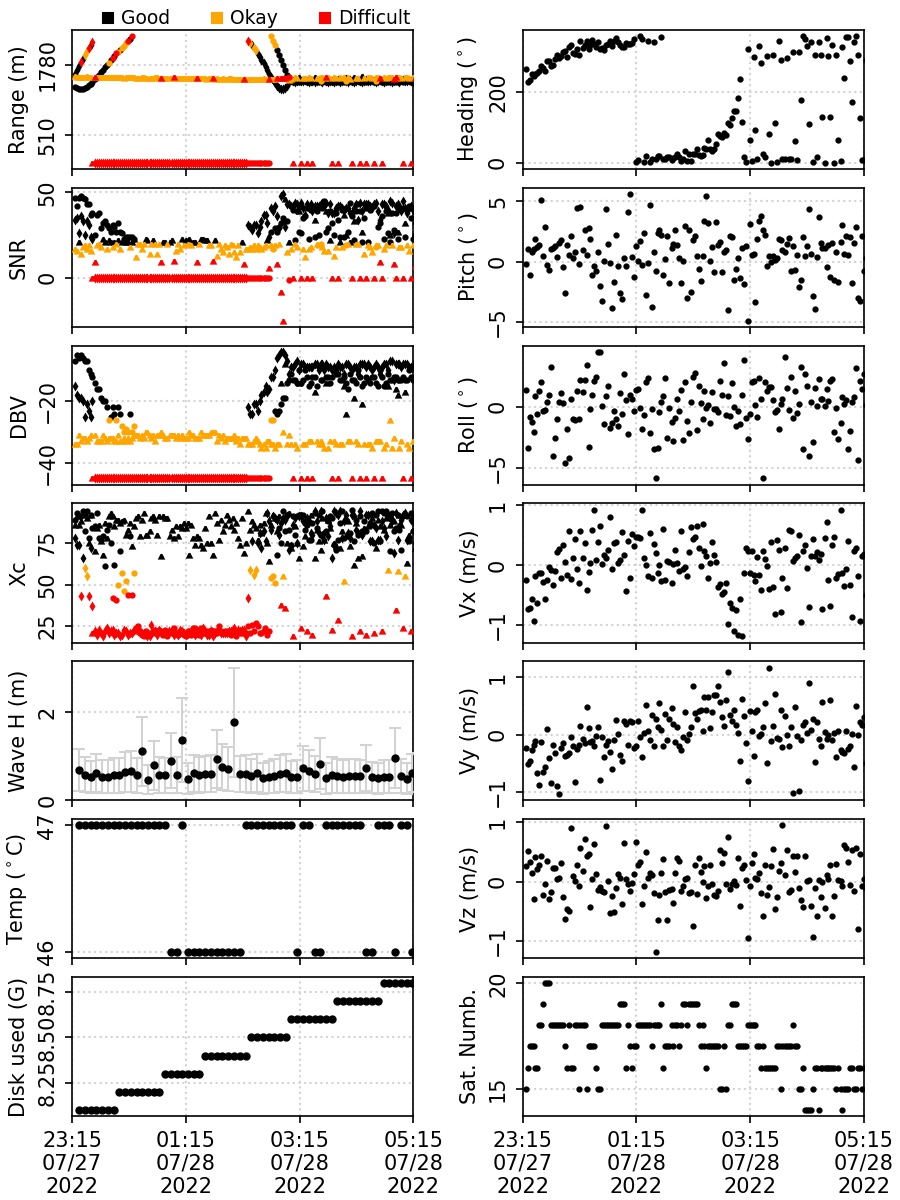 Good Okay Difficult
Range (m)
1780
510
Heading (°)
200
0
SNR
50
0
Pitch (°)
5
0
−5
DBV
−20
−40
Roll (°)
0
−5
Xc
75
50
25
Vx (m/s)
1
0
−1
Wave H (m)
2
0
Vy (m/s)
1
0
−1
Temp (°C)
47
46
Vz (m/s)
1
0
−1
Disk used (G)
8.75
8.50
8.25
Sat. Numb.
20
15
23:15 01:15 03:15 05:15
07/27 07/28 07/28 07/28
2022 2022 2022 2022
23:15 01:15 03:15 05:15
07/27 07/28 07/28 07/28
2022 2022 2022 2022